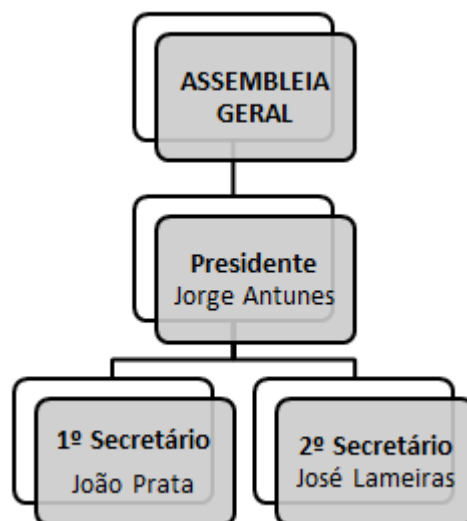 ASSEMBLEIA
GERAL
Presidente
Jorge Antunes
1º Secretário
João Prata
2º Secretário
José Lameiras